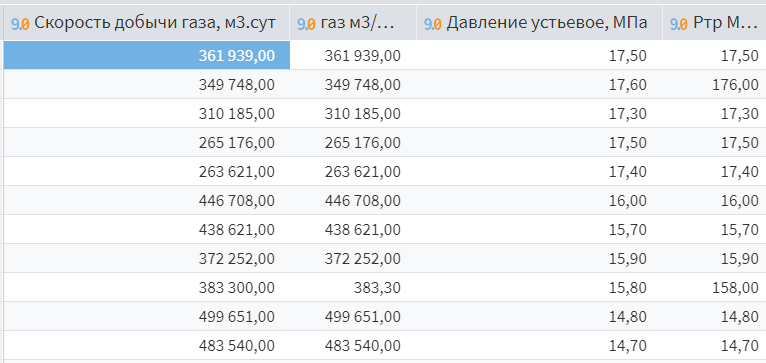 9.0 Скорость добычи газа, м3.сут 9.0 газ м3/… 9.0 Давление устьевое, МПа 9.0 Ртр М…
361 939,00 361 939,00 17,50 17,50
349 748,00 349 748,00 17,60 176,00
310 185,00 310 185,00 17,30 17,30
265 176,00 265 176,00 17,50 17,50
263 621,00 263 621,00 17,40 17,40
446 708,00 446 708,00 16,00 16,00
438 621,00 438 621,00 15,70 15,70
372 252,00 372 252,00 15,90 15,90
383 300,00 383,30 15,80 158,00
499 651,00 499 651,00 14,80 14,80
483 540,00 483 540,00 14,70 14,70